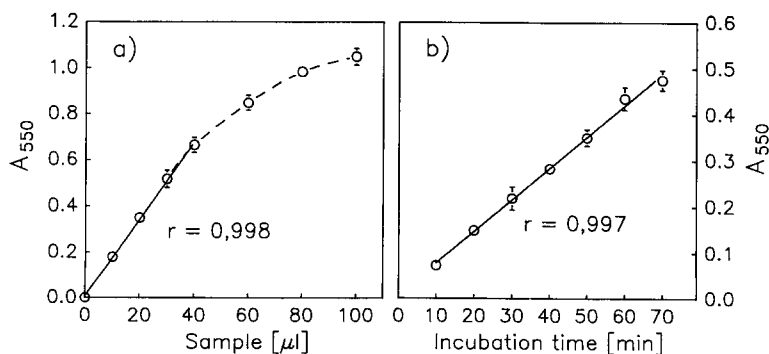 a)
1.2
1.0
0.8
0.6
0.4
0.2
0.0
A550
r = 0,998
0 20 40 60 80 100
Sample [μl]
b)
0.6
0.5
0.4
0.3
0.2
0.1
0.0
A550
r = 0,997
0 10 20 30 40 50 60 70
Incubation time [min]